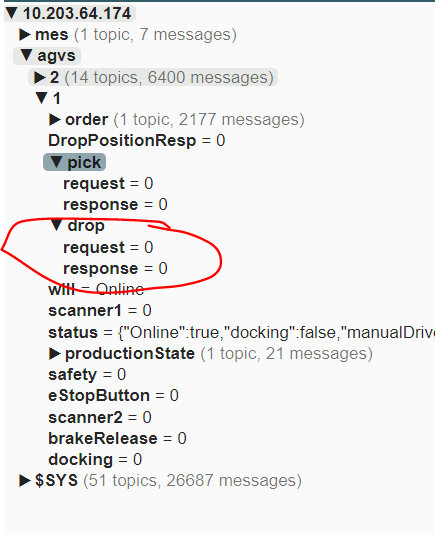 10.203.64.174
mes (1 topic, 7 messages)
agvs
2 (14 topics, 6400 messages)
1
order (1 topic, 2177 messages)
DropPositionResp = 0
pick
request = 0
response = 0
drop
request = 0
response = 0
will = Online
scanner1 = 0
status = {"Online":true,"docking":false,"manualDrive
productionState (1 topic, 21 messages)
safety = 0
eStopButton = 0
scanner2 = 0
brakeRelease = 0
docking = 0
$SYS (51 topics, 26687 messages)